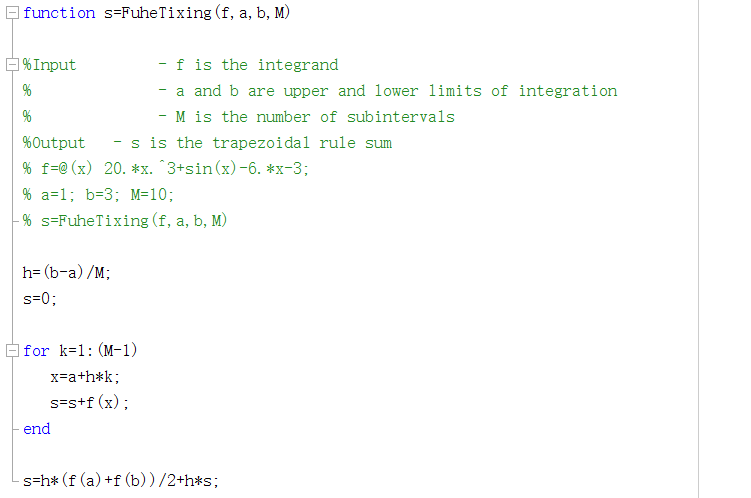 function s=FuheTixing(f,a,b,M)
%Input - f is the integrand
% - a and b are upper and lower limits of integration
% - M is the number of subintervals
%Output - s is the trapezoidal rule sum
% f=@(x) 20.*x.^3+sin(x)-6.*x-3;
% a=1; b=3; M=10;
% s=FuheTixing(f,a,b,M)
h=(b-a)/M;
s=0;
for k=1:(M-1)
x=a+h*k;
s=s+f(x);
end
s=h*(f(a)+f(b))/2+h*s;